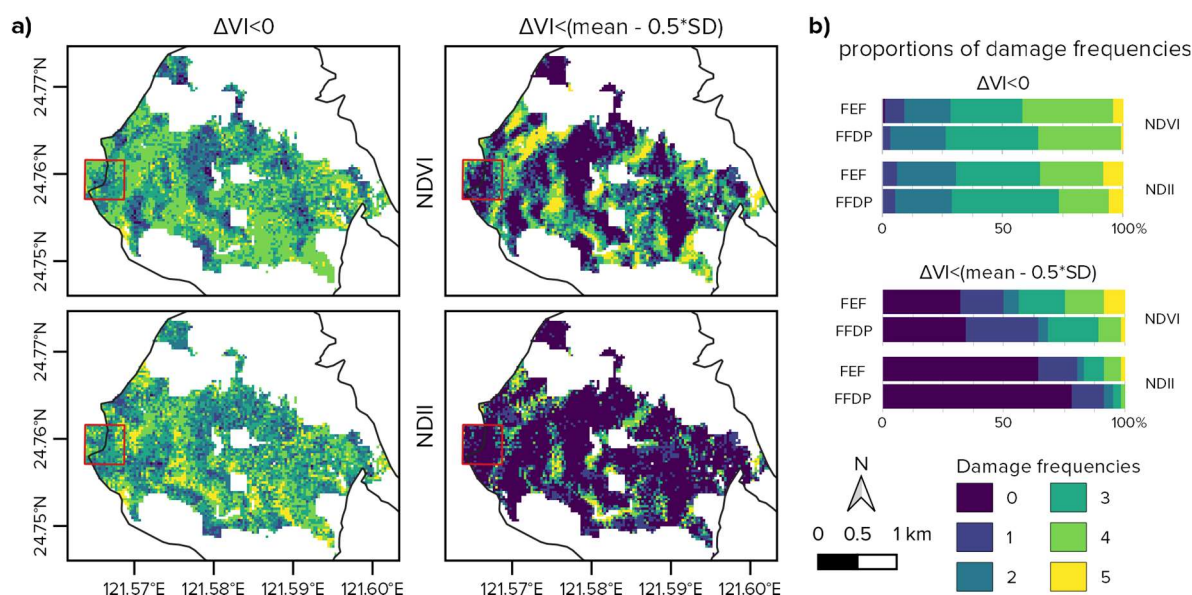 a)
ΔVI<0
ΔVI<(mean - 0.5*SD)
24.77°N
24.76°N
24.75°N
NDVI
24.77°N
24.76°N
24.75°N
NDII
121.57°E 121.58°E 121.59°E 121.60°E
121.57°E 121.58°E 121.59°E 121.60°E
b)
proportions of damage frequencies
ΔVI<0
FEF
FFDP
NDVI
FEF
FFDP
NDII
0 50 100%
ΔVI<(mean - 0.5*SD)
FEF
FFDP
NDVI
FEF
FFDP
NDII
0 50 100%
N
0 0.5 1 km
Damage frequencies
0 3
1 4
2 5